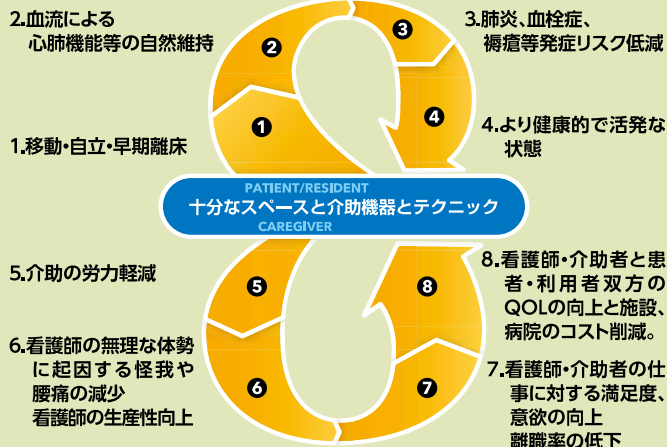 2.血流による
心肺機能等の自然維持
❷
❸
3.肺炎、血栓症、
褥瘡等発症リスク低減
1.移動・自立・早期離床
❶
❹
4.より健康的で活発な
状態
PATIENT/RESIDENT
十分なスペースと介助機器とテクニック
CAREGIVER
5.介助の労力軽減
❺
❽
8.看護師・介助者と患
者・利用者双方の
QOLの向上と施設、
病院のコスト削減。
6.看護師の無理な体勢
に起因する怪我や
腰痛の減少
看護師の生産性向上
❻
❼
7.看護師・介助者の仕
事に対する満足度、
意欲の向上
離職率の低下